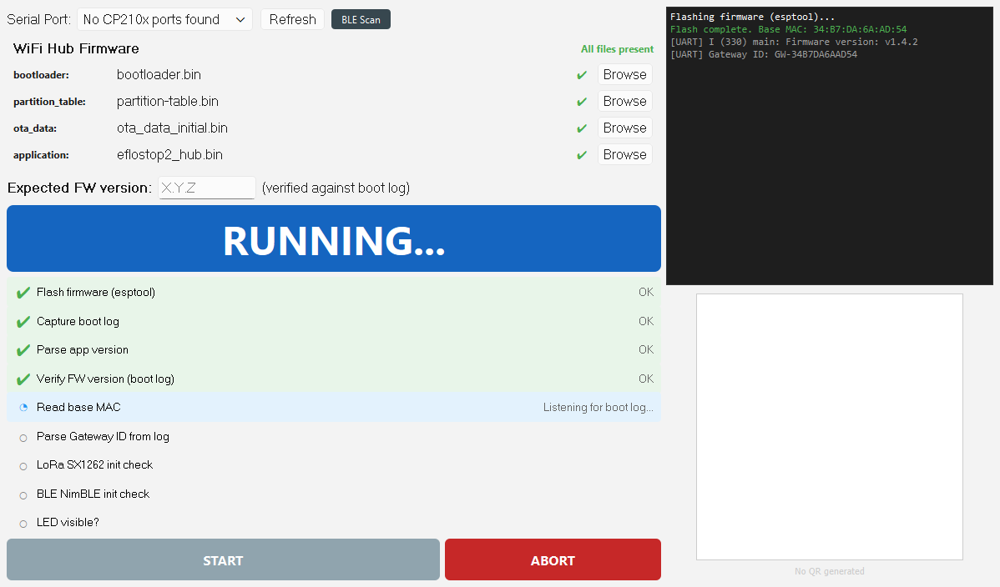 Serial Port: No CP210x ports found Refresh BLE Scan
WiFi Hub Firmware All files present
bootloader: bootloader.bin ✔ Browse
partition_table: partition-table.bin ✔ Browse
ota_data: ota_data_initial.bin ✔ Browse
application: eflostop2_hub.bin ✔ Browse
Expected FW version: X.Y.Z (verified against boot log)
RUNNING...
✔ Flash firmware (esptool) OK
✔ Capture boot log OK
✔ Parse app version OK
✔ Verify FW version (boot log) OK
Read base MAC Listening for boot log...
Parse Gateway ID from log
LoRa SX1262 init check
BLE NimBLE init check
LED visible?
START ABORT
Flashing firmware (esptool)...
Flash complete. Base MAC: 34:B7:DA:6A:AD:54
[UART] I (330) main: Firmware version: v1.4.2
[UART] Gateway ID: GW-34B7DA6AAD54
No QR generated